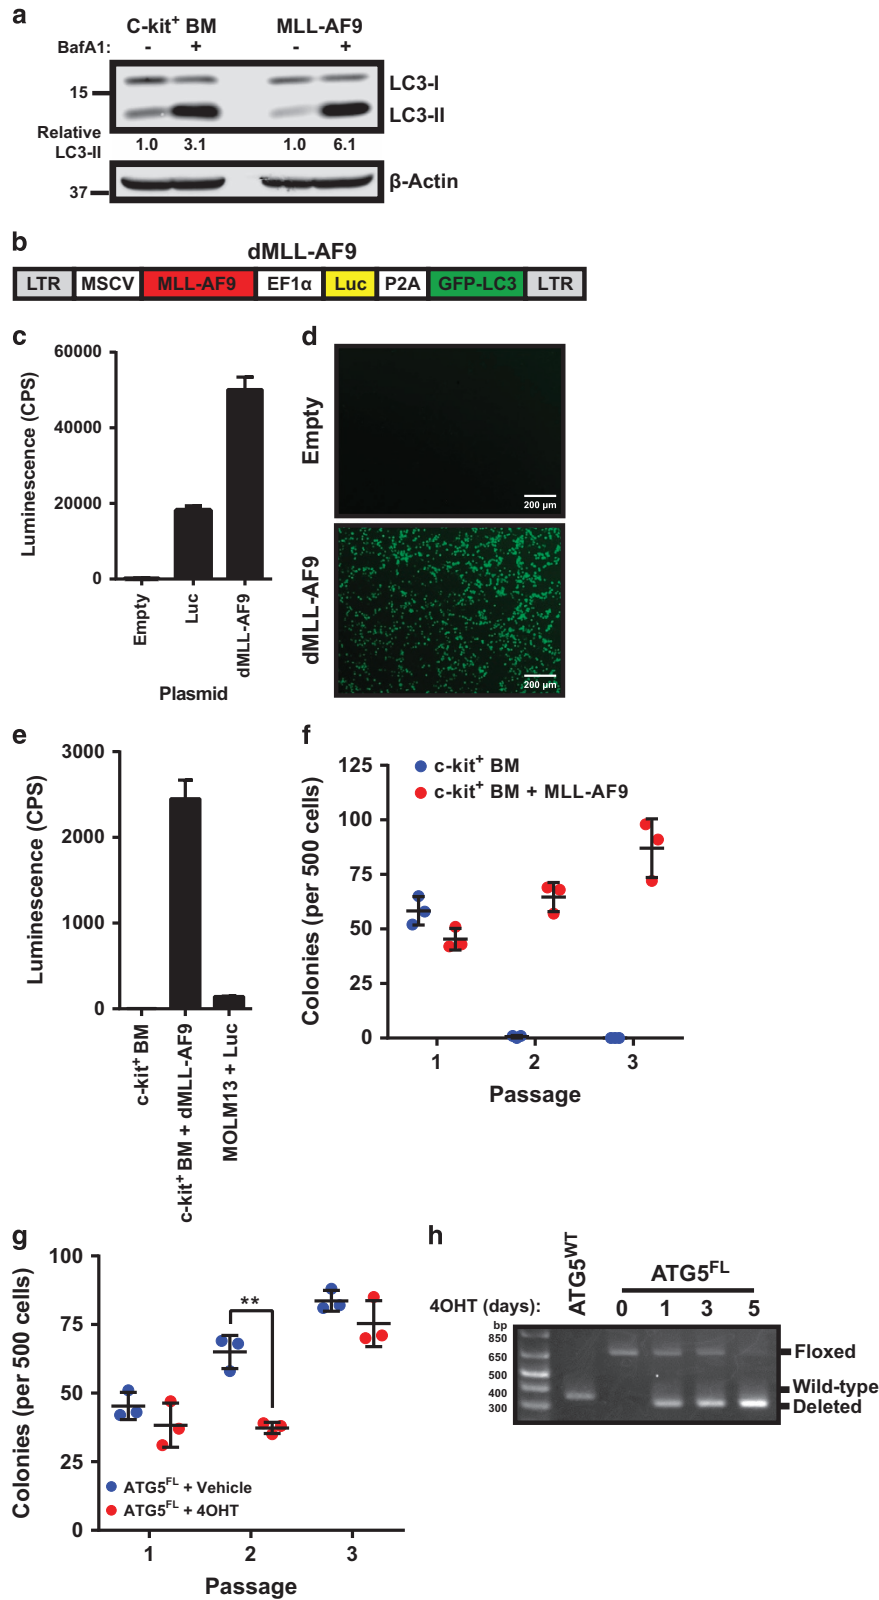 a
C-kit+ BM MLL-AF9
BafA1: - + - +
15
LC3-I
LC3-II
Relative LC3-II 1.0 3.1 1.0 6.1
37
β-Actin
b
dMLL-AF9
LTR MSCV MLL-AF9 EF1α Luc P2A GFP-LC3 LTR
c
Luminescence (CPS)
60000
40000
20000
0
Empty
Luc
dMLL-AF9
Plasmid
d
Empty
200 µm
dMLL-AF9
200 µm
e
Luminescence (CPS)
3000
2000
1000
0
c-kit+ BM
c-kit+ BM + dMLL-AF9
MOLM13 + Luc
f
c-kit+ BM
c-kit+ BM + MLL-AF9
Colonies (per 500 cells)
125
100
75
50
25
0
1 2 3
Passage
g
Colonies (per 500 cells)
100
75
50
25
0
**
ATG5FL + Vehicle
ATG5FL + 4OHT
1 2 3
Passage
h
ATG5WT
ATG5FL
4OHT (days): 0 1 3 5
bp
850
650
500
400
300
Floxed
Wild-type
Deleted